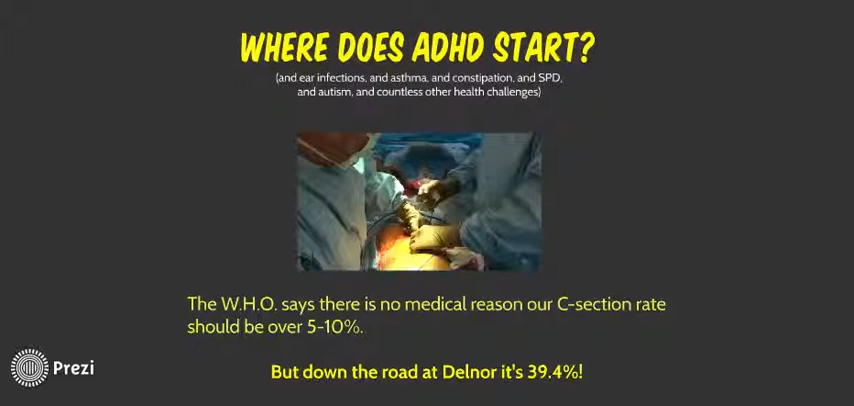 WHERE DOES ADHD START?
(and ear infections, and asthma, and constipation, and SPD,
and autism, and countless other health challenges)
The W.H.O. says there is no medical reason our C-section rate
should be over 5-10%.
But down the road at Delnor it's 39.4%!
Prezi